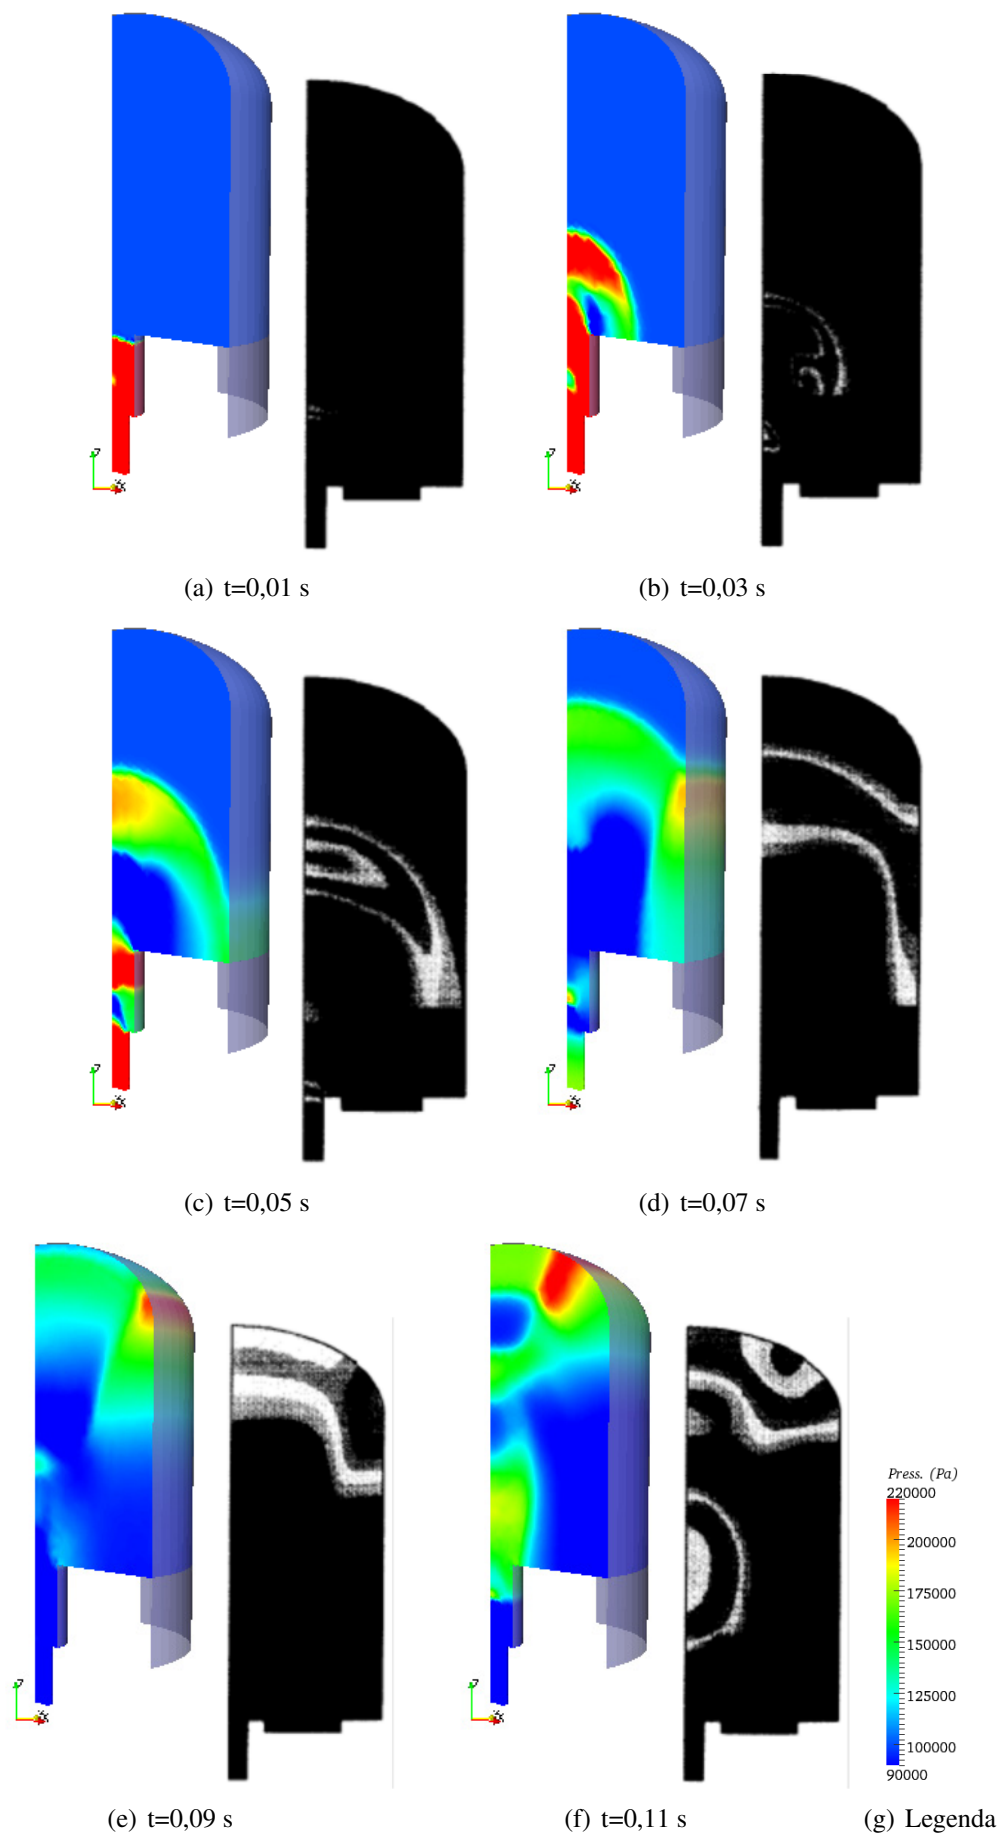 (a) t=0,01 s
(b) t=0,03 s
(c) t=0,05 s
(d) t=0,07 s
Press. (Pa)
220000
200000
175000
150000
125000
100000
90000
(e) t=0,09 s
(f) t=0,11 s
(g) Legenda